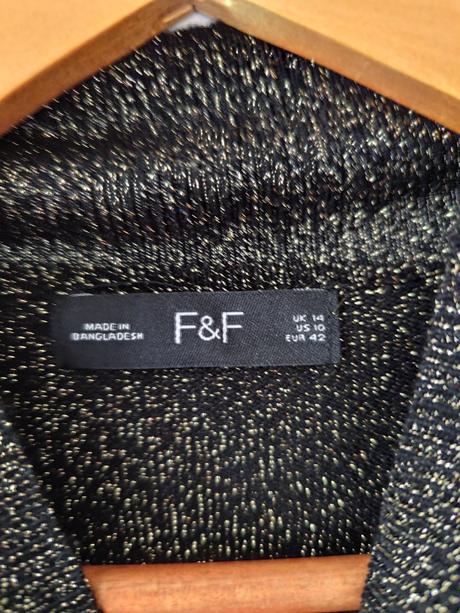 MADE IN
BANGLADESH
F&F
UK 14
US 10
EUR 42